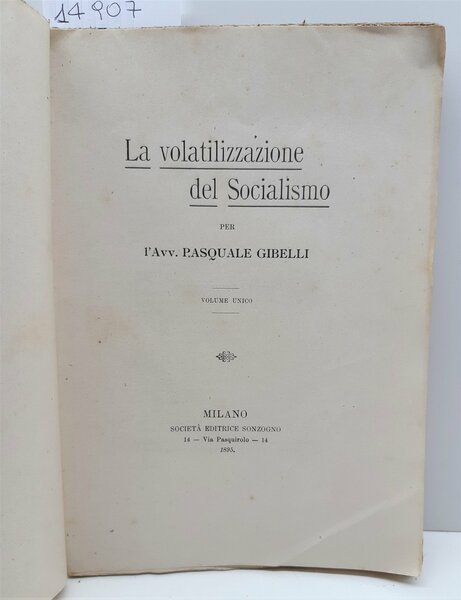 14907
La volatilizzazione
del Socialismo
PER
l'Avv. PASQUALE GIBELLI
VOLUME UNICO
MILANO
SOCIETÀ EDITRICE SONZOGNO
14 — Via Pasquirolo — 14
1895.